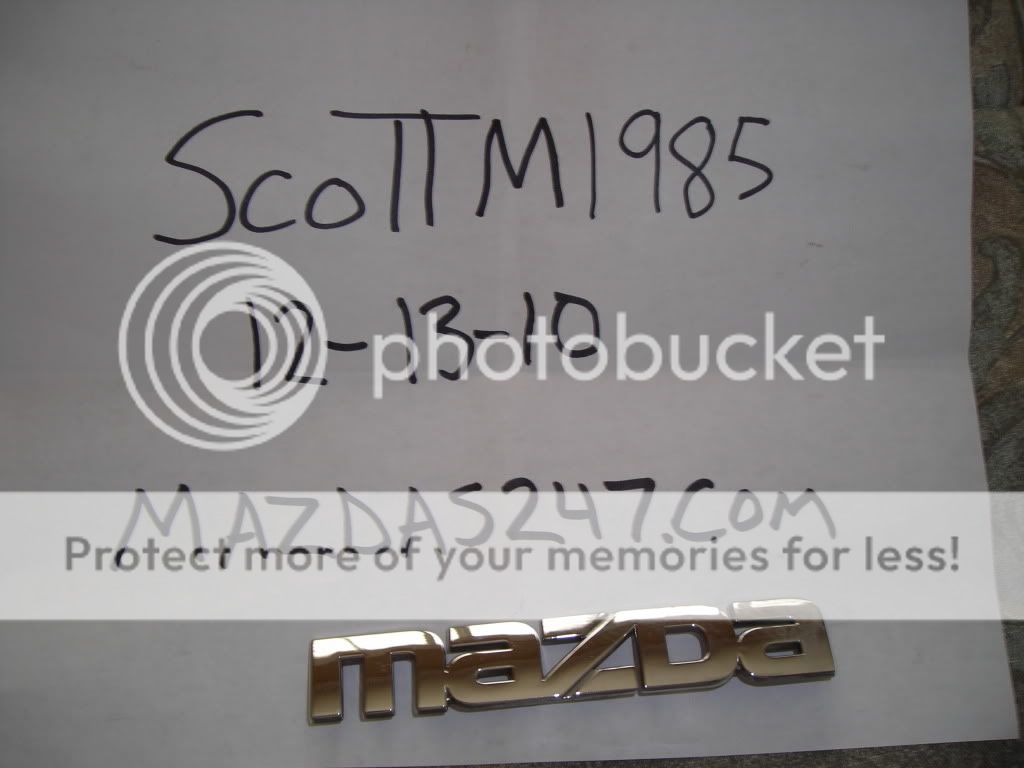 ScoTTM1985
12-13-10
photobucket
MAZDAS247.COM
Protect more of your memories for less!
mazDa